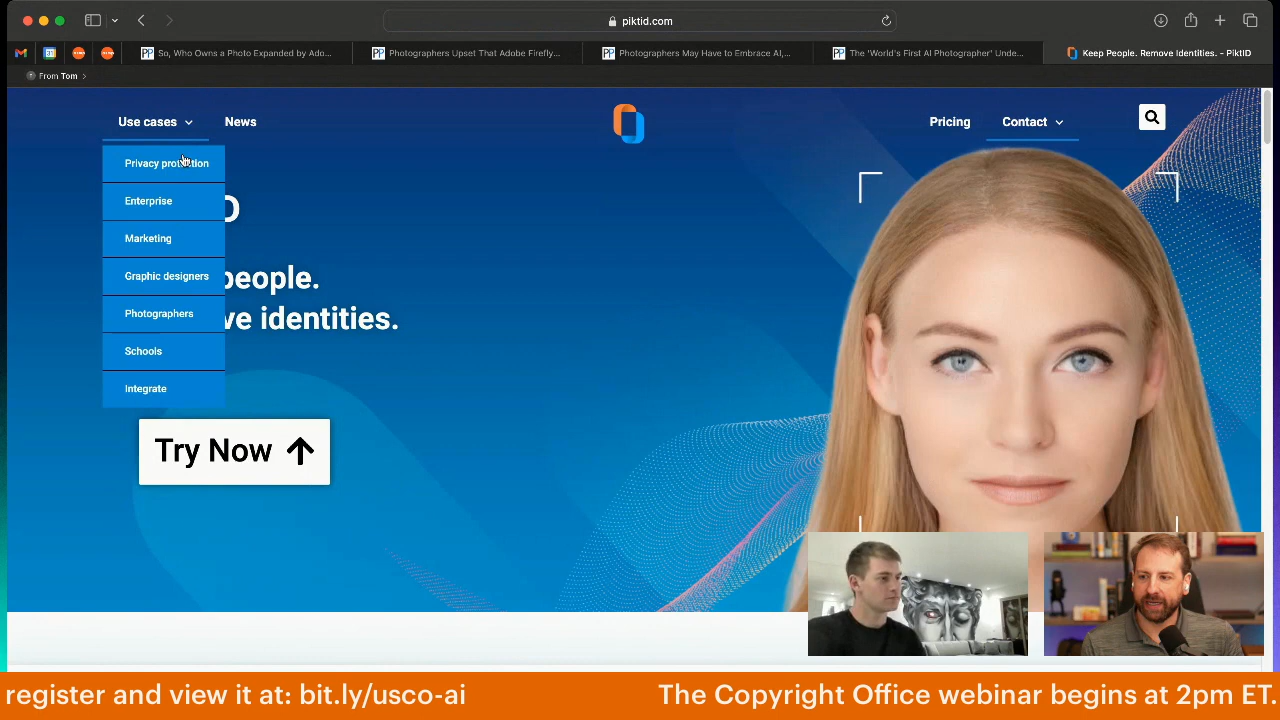 piktid.com
So, Who Owns a Photo Expanded by Ado...
Photographers Upset That Adobe Firefly...
Photographers May Have to Embrace AI,...
The 'World's First AI Photographer' Unde...
Keep People. Remove Identities. - PiktID
From Tom
Use cases
News
Pricing
Contact
Privacy protection
Enterprise
Marketing
Graphic designers
Photographers
Schools
Integrate
D
people.
ve identities.
Try Now
register and view it at: bit.ly/usco-ai
The Copyright Office webinar begins at 2pm ET.